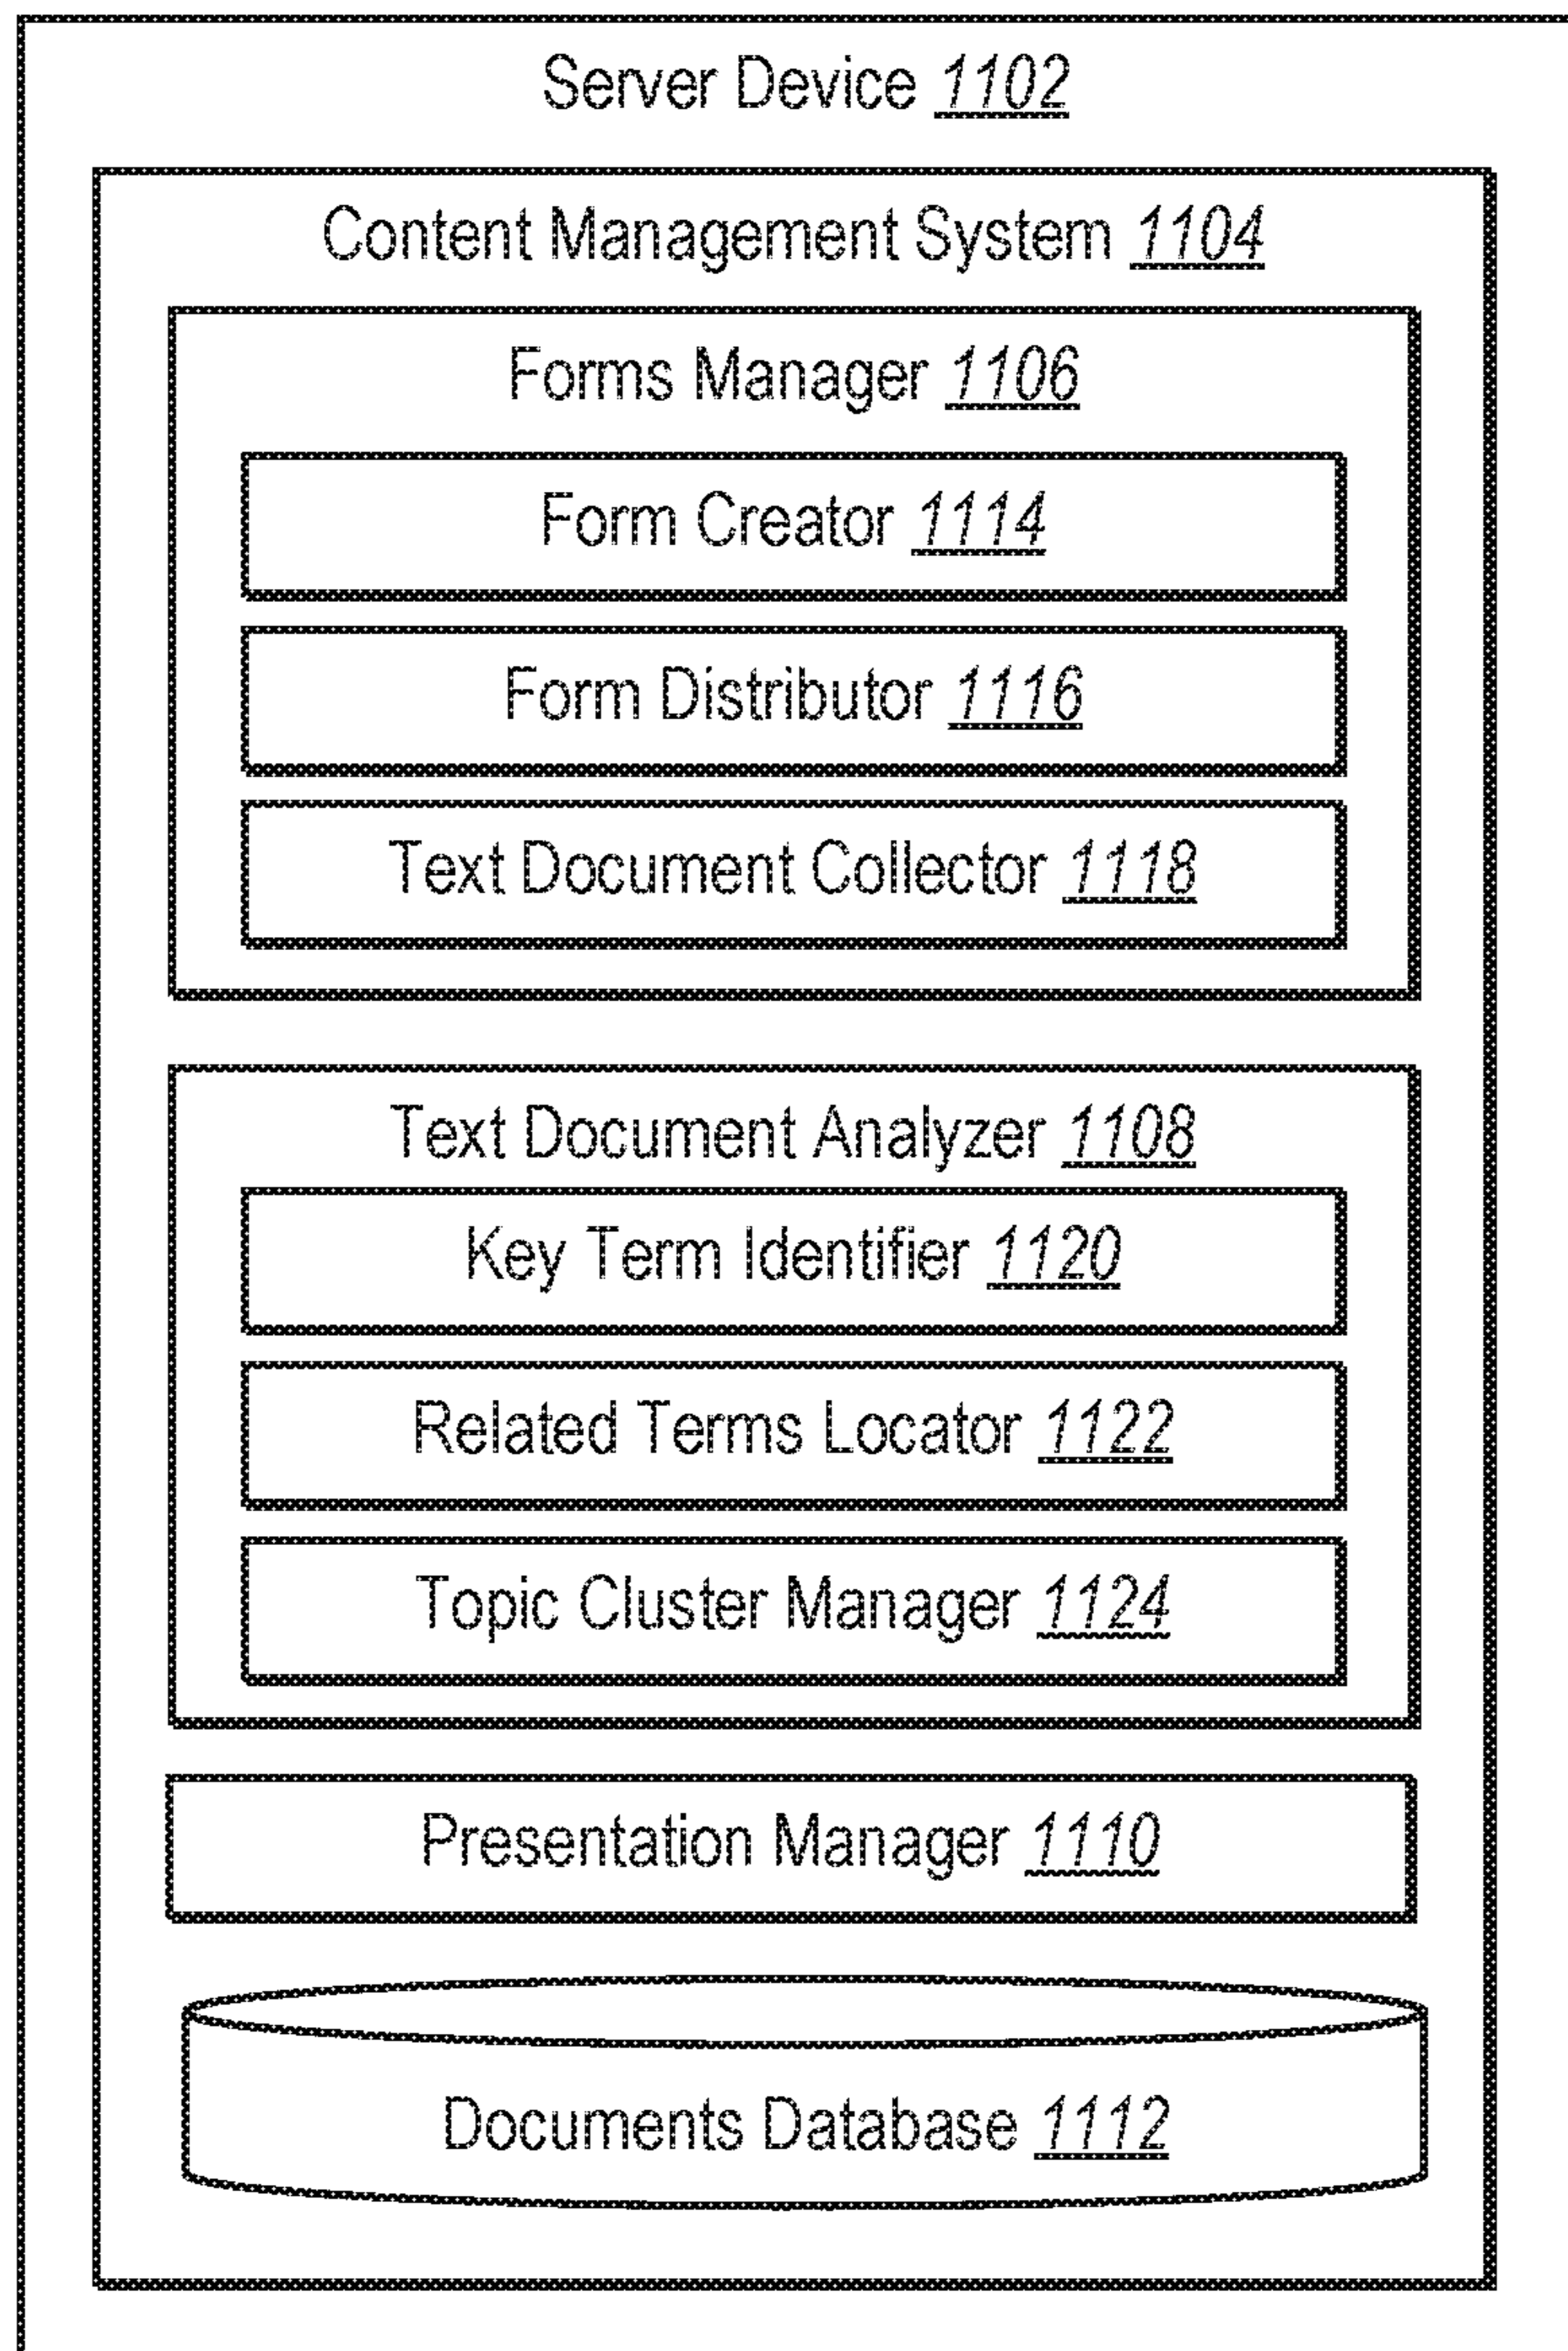 Server Device 1102
Content Management System 1104
Forms Manager 1106
Form Creator 1114
Form Distributor 1116
Text Document Collector 1118
Text Document Analyzer 1108
Key Term Identifier 1120
Related Terms Locator 1122
Topic Cluster Manager 1124
Presentation Manager 1110
Documents Database 1112